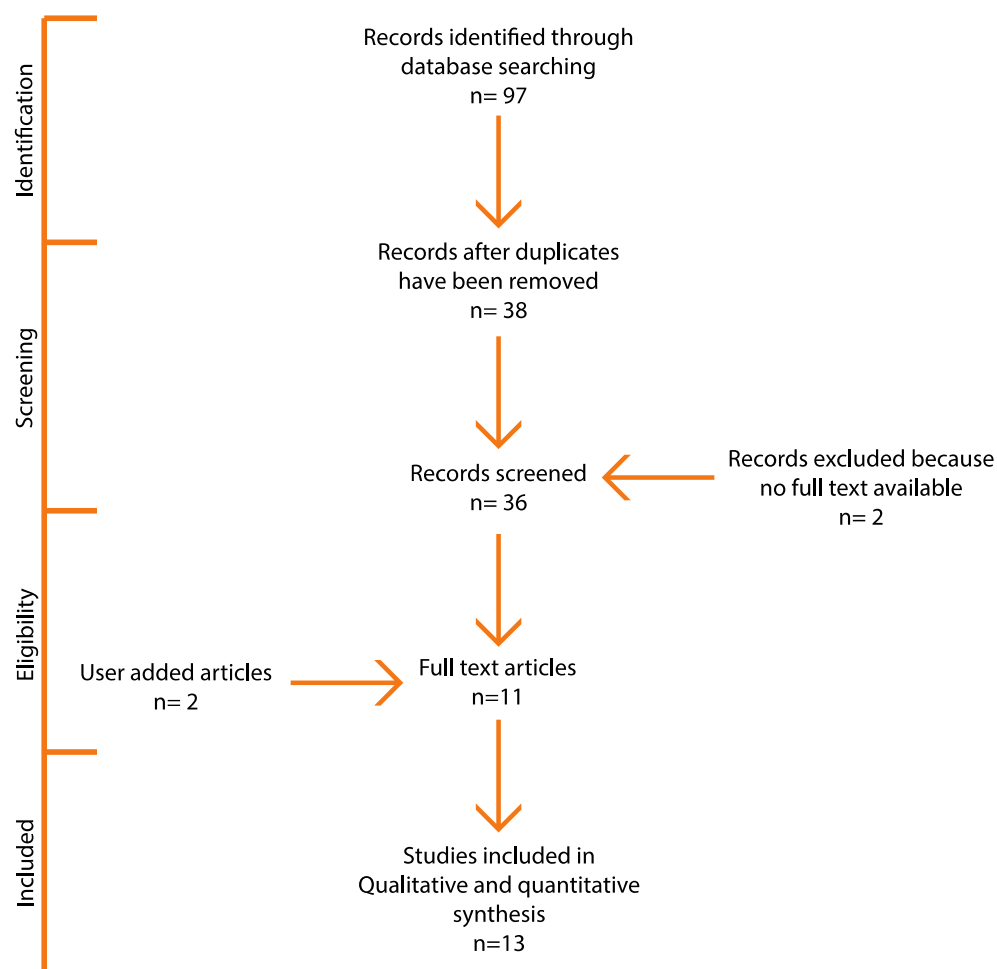 Identification
Records identified through
database searching
n= 97
Screening
Records after duplicates
have been removed
n= 38
Records screened
n= 36
Records excluded because
no full text available
n= 2
Eligibility
User added articles
n= 2
Full text articles
n=11
Included
Studies included in
Qualitative and quantitative
synthesis
n=13